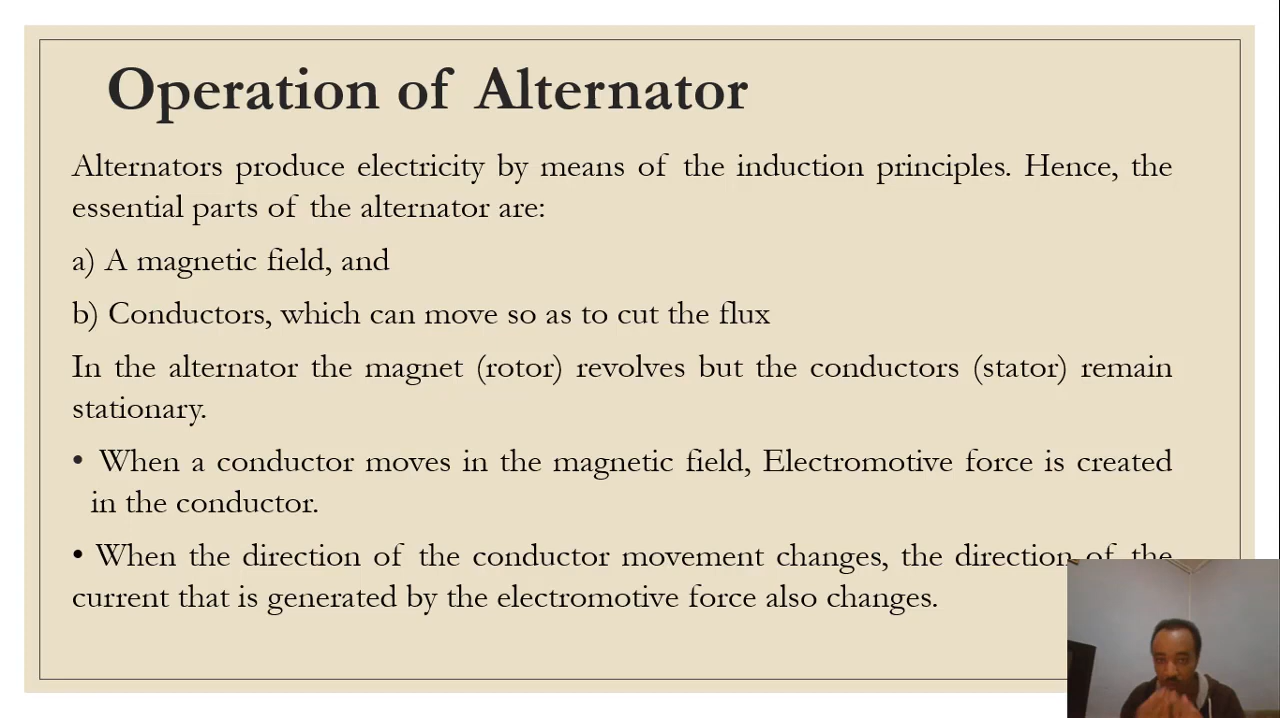 Operation of Alternator
Alternators produce electricity by means of the induction principles. Hence, the
essential parts of the alternator are:
a) A magnetic field, and
b) Conductors, which can move so as to cut the flux
In the alternator the magnet (rotor) revolves but the conductors (stator) remain
stationary.
• When a conductor moves in the magnetic field, Electromotive force is created
in the conductor.
• When the direction of the conductor movement changes, the direction of the
current that is generated by the electromotive force also changes.